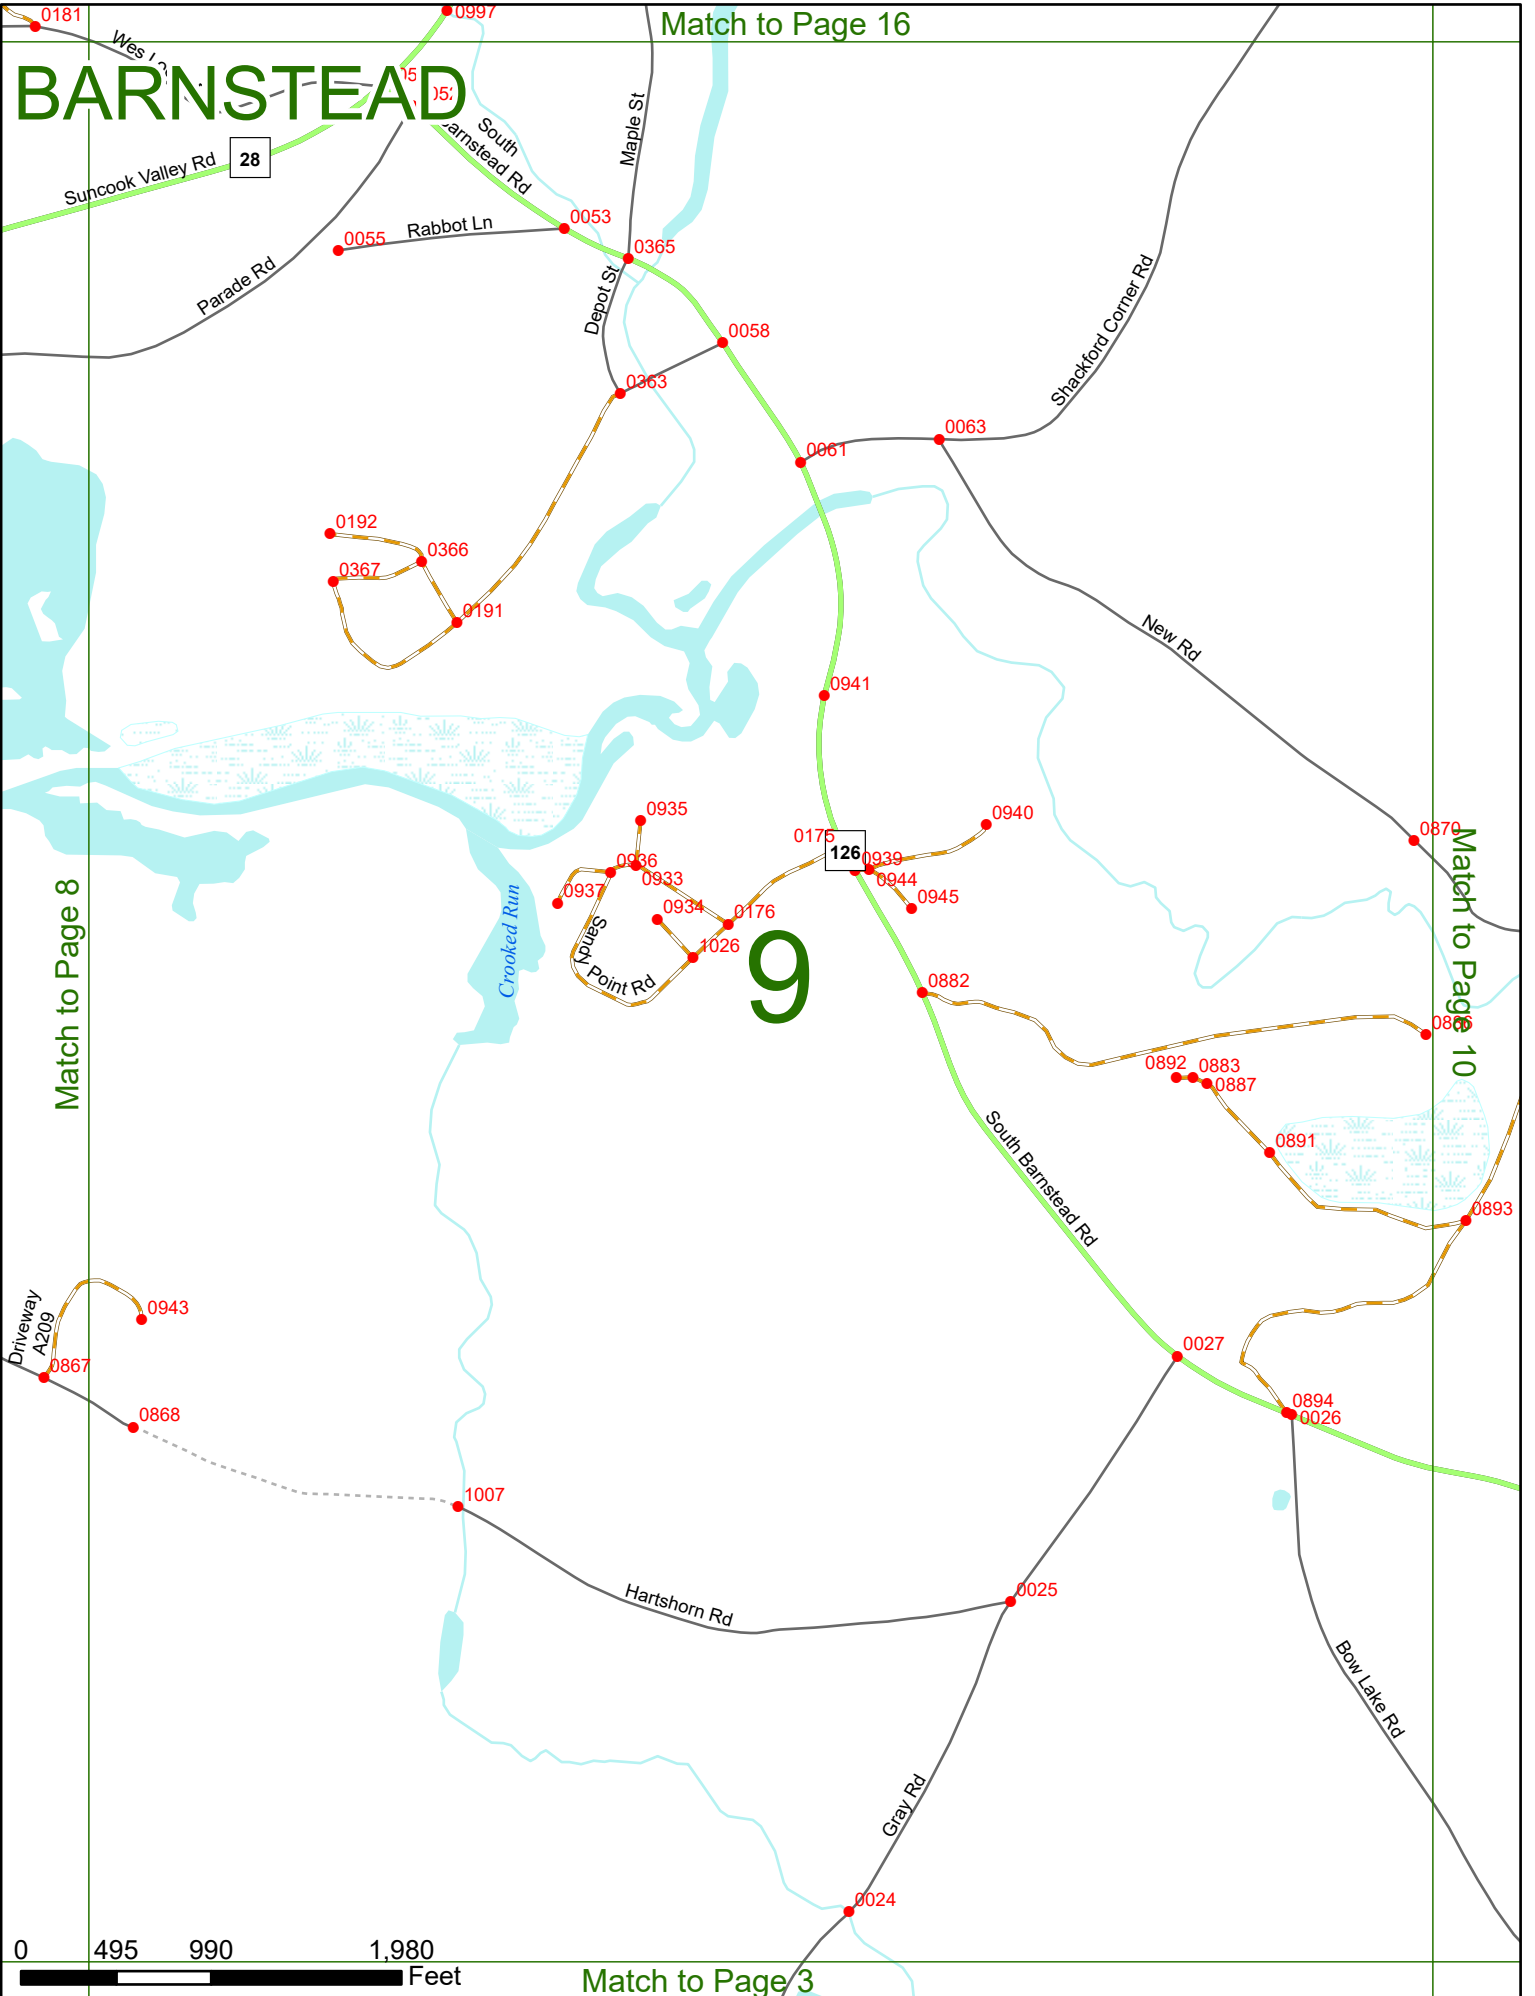 0181
0997
Match to Page 16
BARNSTEAD
South
Barnstead Rd
Maple St
28
Suncook Valley Rd
0053
Rabbot Ln
0055
0365
Parade Rd
Depot St
0058
Shackford Corner Rd
0363
0063
0061
0192
0366
0367
0191
New Rd
0941
0935
0940
0175
126
0870
0936
0939
0933
0944
0937
0945
0934
0176
Sandy
Point Rd
1026
Crooked Run
9
Match to Page 8
Match to Page 10
0882
0886
0892
0883
0887
0891
South Barnstead Rd
0893
Driveway
A209
0943
0867
0027
0868
0894
0026
1007
Hartshorn Rd
0025
Bow Lake Rd
Gray Rd
0024
0 495 990 1,980
Feet
Match to Page 3